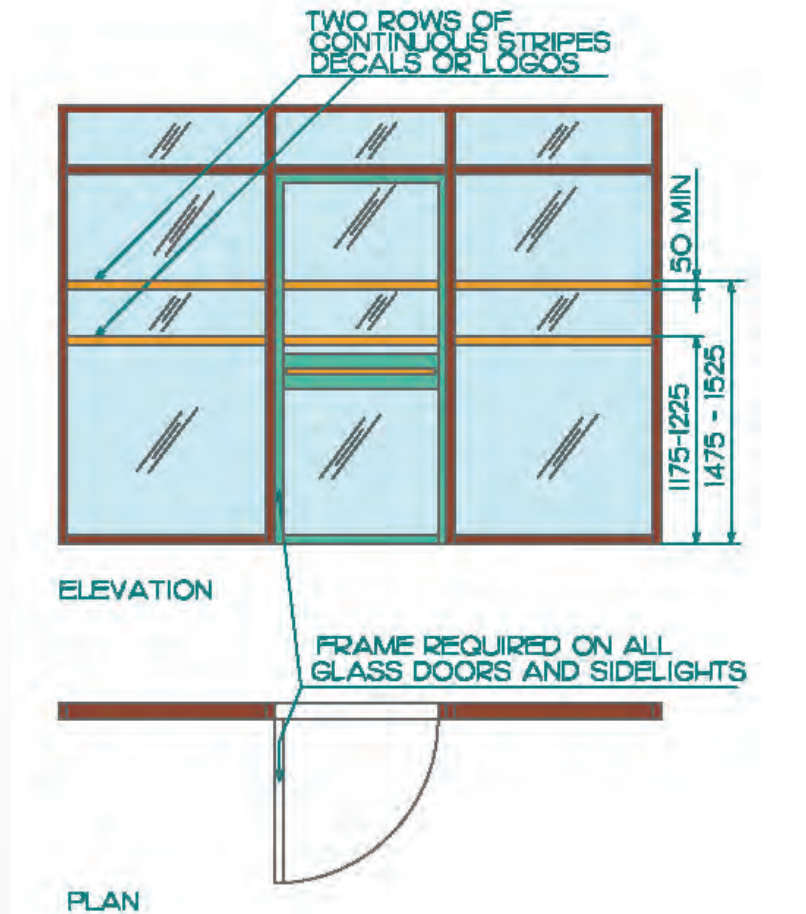 TWO ROWS OF
CONTINUOUS STRIPES
DECALS OR LOGOS
50 MIN
1175-1225
1475 - 1525
ELEVATION
FRAME REQUIRED ON ALL
GLASS DOORS AND SIDELIGHTS
PLAN